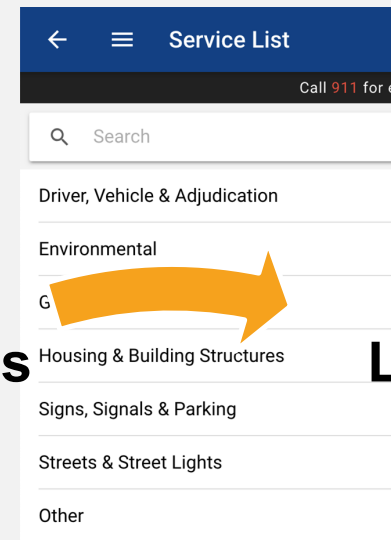 Service List
Call 911 for
Search
Driver, Vehicle & Adjudication
Environmental
G
s
Housing & Building Structures
L
Signs, Signals & Parking
Streets & Street Lights
Other